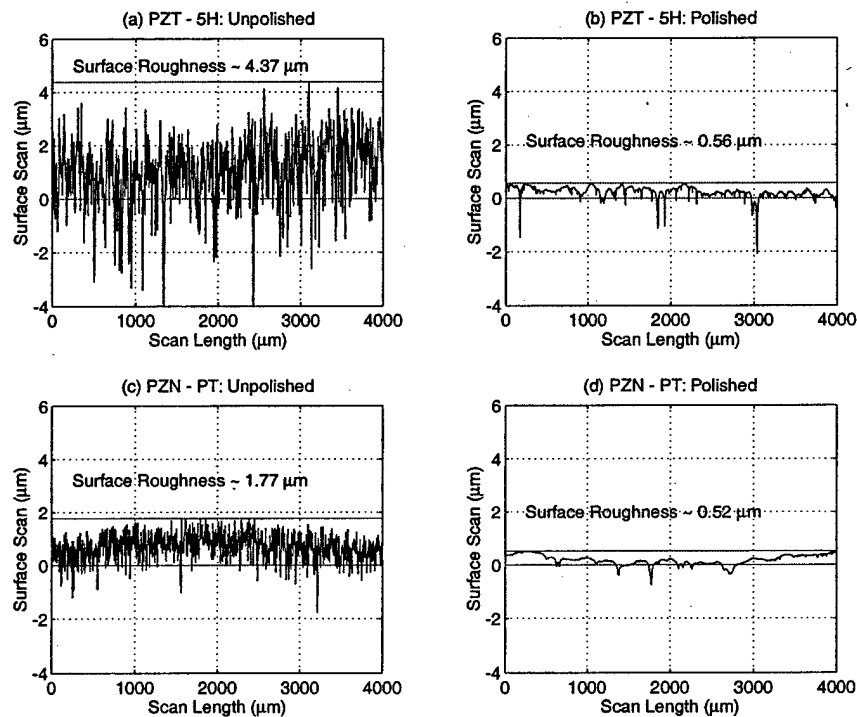 (a) PZT - 5H: Unpolished
6
4
2
0
-2
-4
Surface Scan (μm)
Surface Roughness ~ 4.37 μm
0 1000 2000 3000 4000
Scan Length (μm)
(b) PZT - 5H: Polished
6
4
2
0
-2
-4
Surface Scan (μm)
Surface Roughness ~ 0.56 μm
0 1000 2000 3000 4000
Scan Length (μm)
(c) PZN - PT: Unpolished
6
4
2
0
-2
-4
Surface Scan (μm)
Surface Roughness ~ 1.77 μm
0 1000 2000 3000 4000
Scan Length (μm)
(d) PZN - PT: Polished
6
4
2
0
-2
-4
Surface Scan (μm)
Surface Roughness ~ 0.52 μm
0 1000 2000 3000 4000
Scan Length (μm)